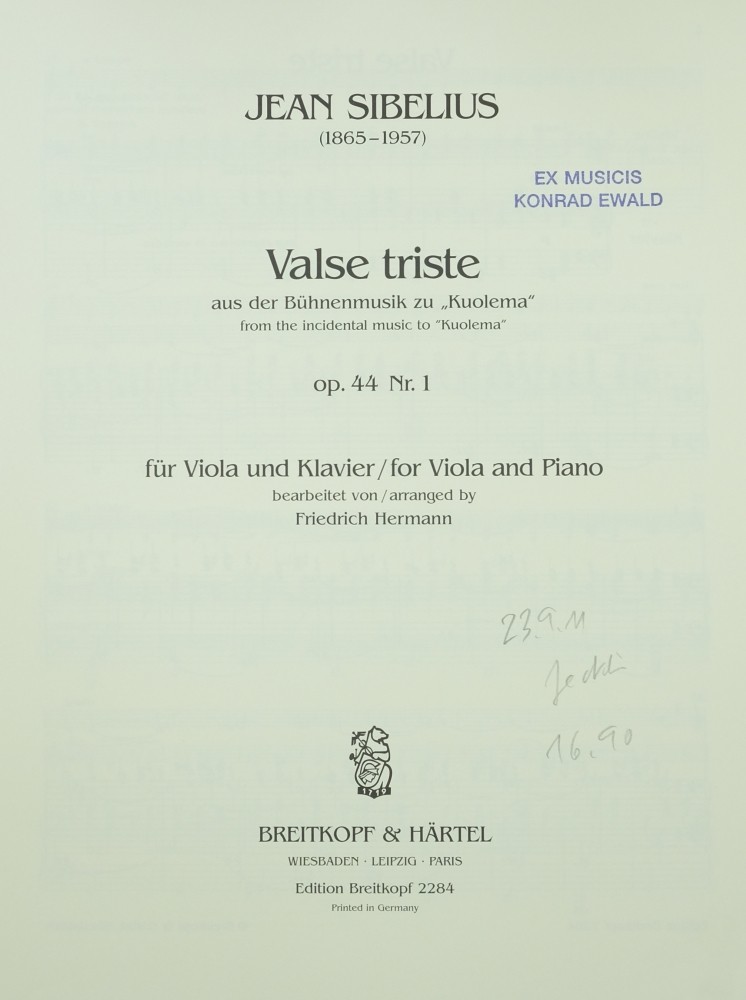 JEAN SIBELIUS
(1865–1957)
EX MUSICIS
KONRAD EWALD
Valse triste
aus der Bühnenmusik zu „Kuolema“
from the incidental music to “Kuolema”
op. 44 Nr. 1
für Viola und Klavier / for Viola and Piano
bearbeitet von / arranged by
Friedrich Hermann
23.9.11
16.90
1719
BREITKOPF & HÄRTEL
WIESBADEN · LEIPZIG · PARIS
Edition Breitkopf 2284
Printed in Germany